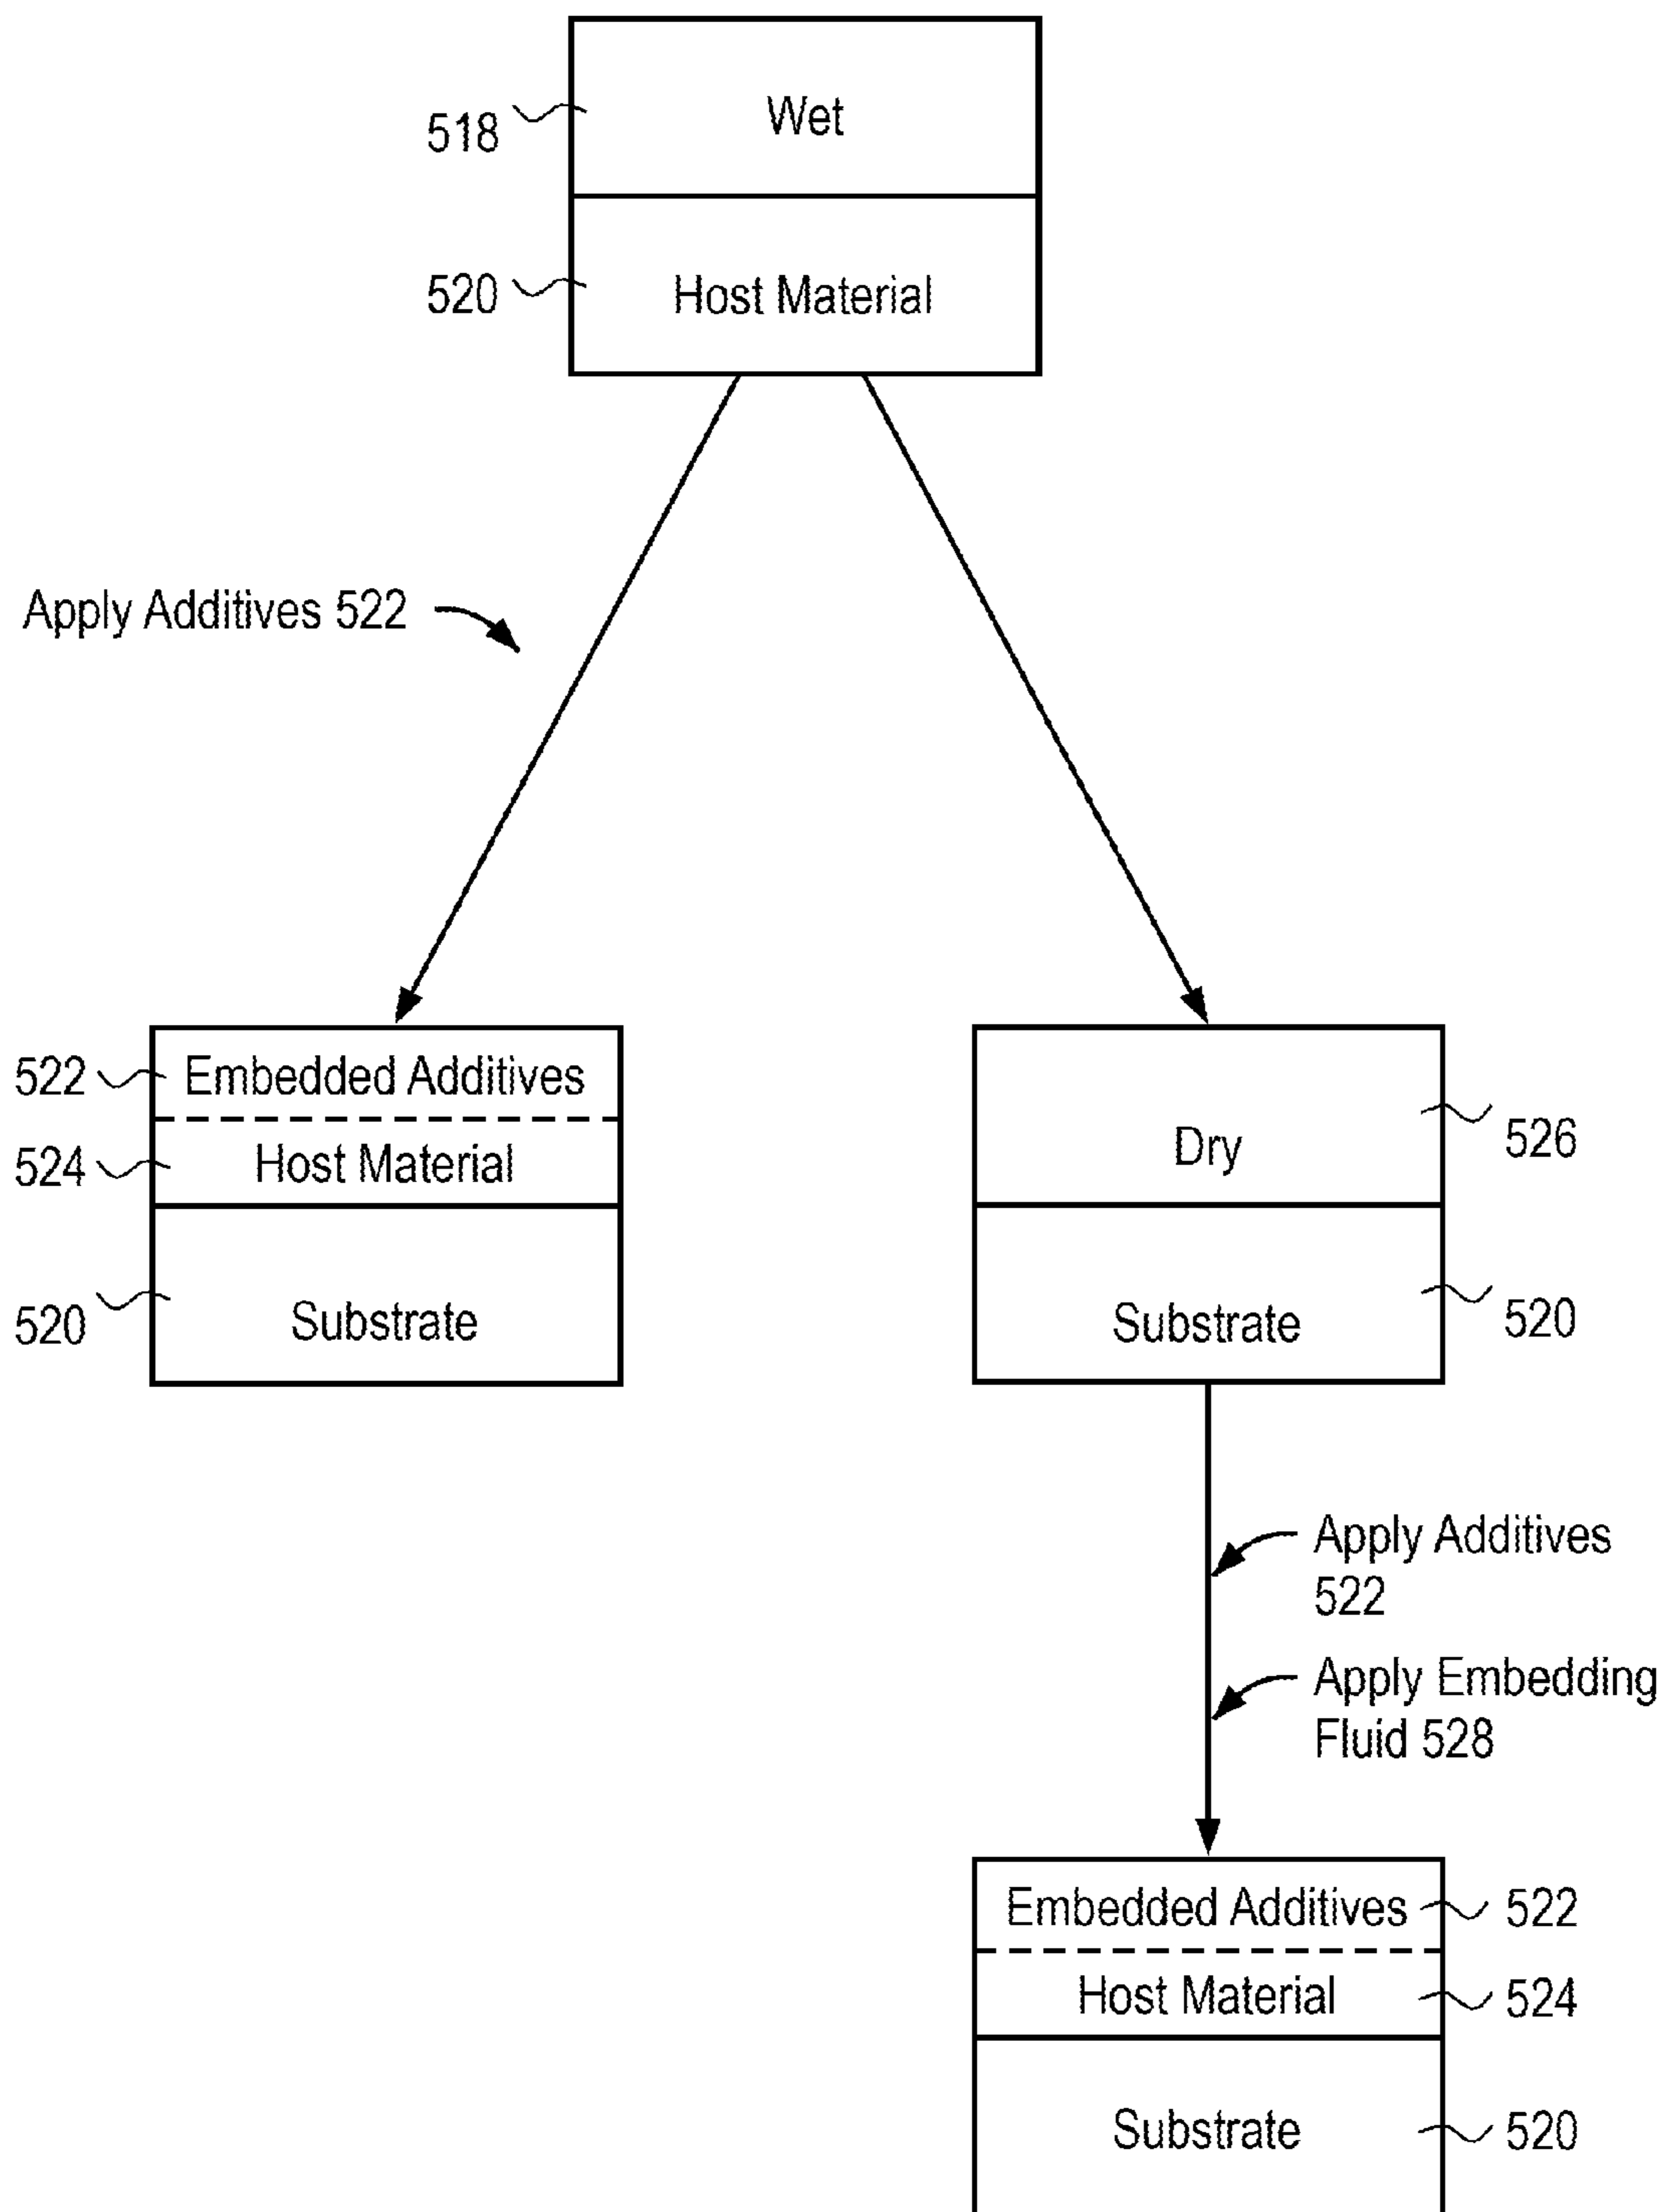 Wet
518
520
Host Material
Apply Additives 522
522
Embedded Additives
524
Host Material
520
Substrate
Dry
526
Substrate
520
Apply Additives
522
Apply Embedding
Fluid 528
Embedded Additives
522
Host Material
524
Substrate
520